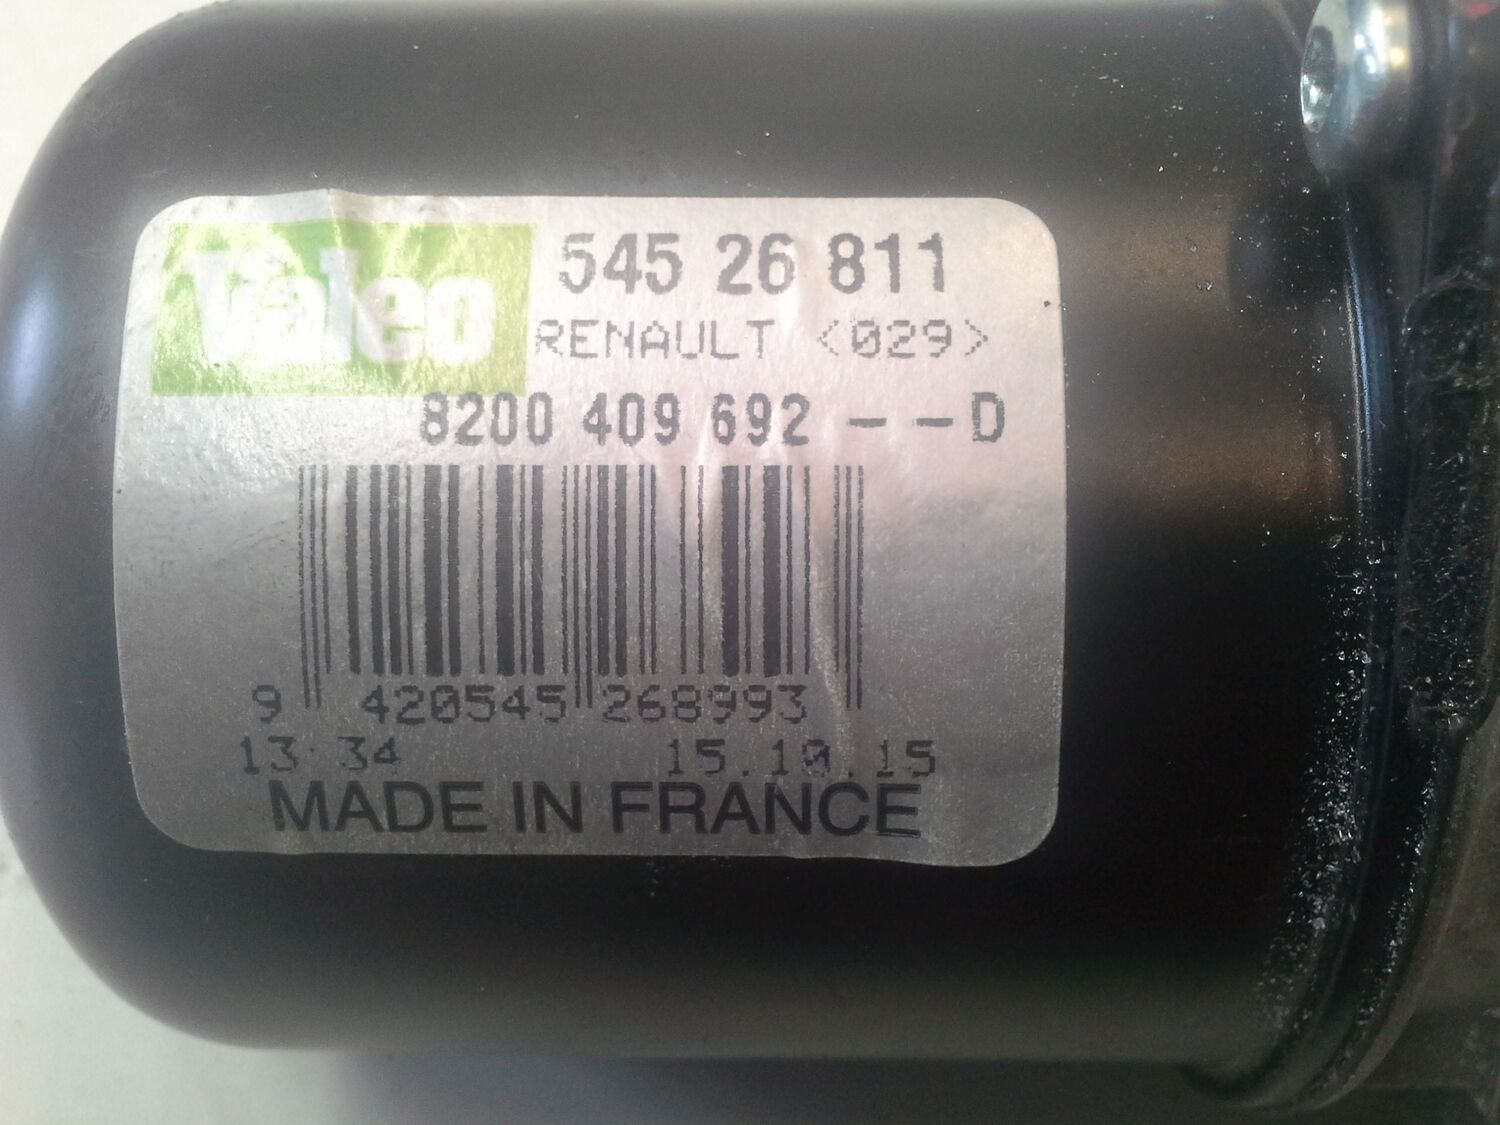 Valeo
545 26 811
RENAULT <029>
8200 409 692 - - D
9 420545 268993
13:34 15.10.15
MADE IN FRANCE